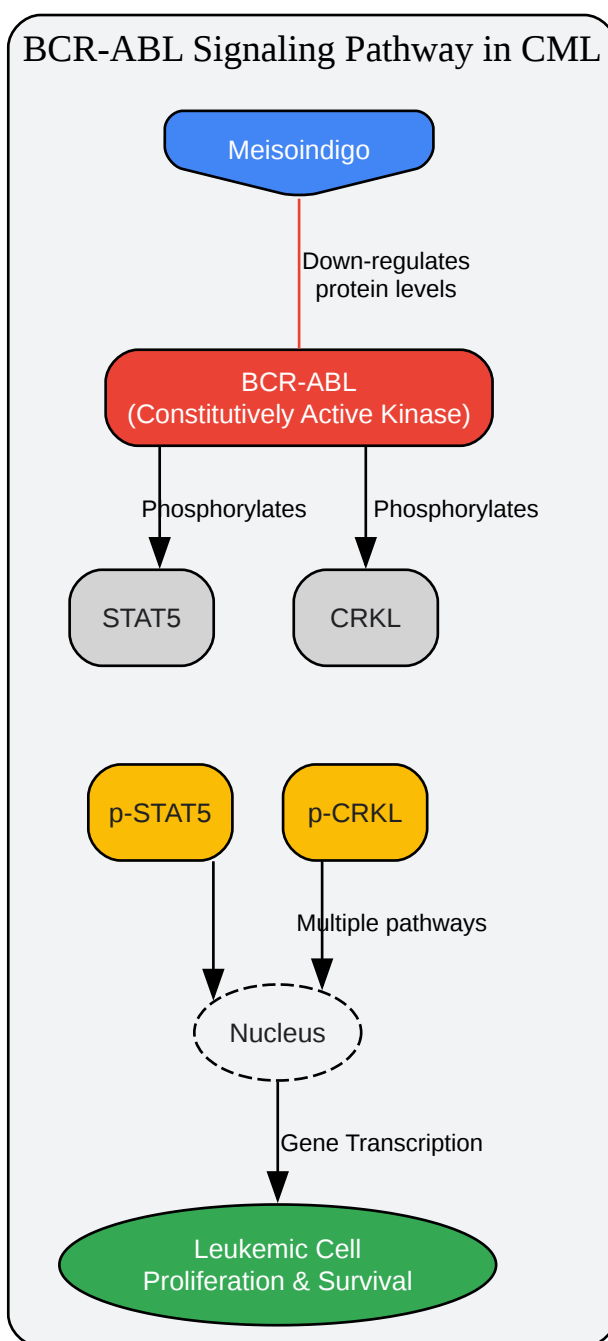 BCR-ABL Signaling Pathway in CML
Meisoindigo
Down-regulates
protein levels
BCR-ABL
(Constitutively Active Kinase)
Phosphorylates
Phosphorylates
STAT5
CRKL
p-STAT5
p-CRKL
Multiple pathways
Nucleus
Gene Transcription
Leukemic Cell
Proliferation & Survival